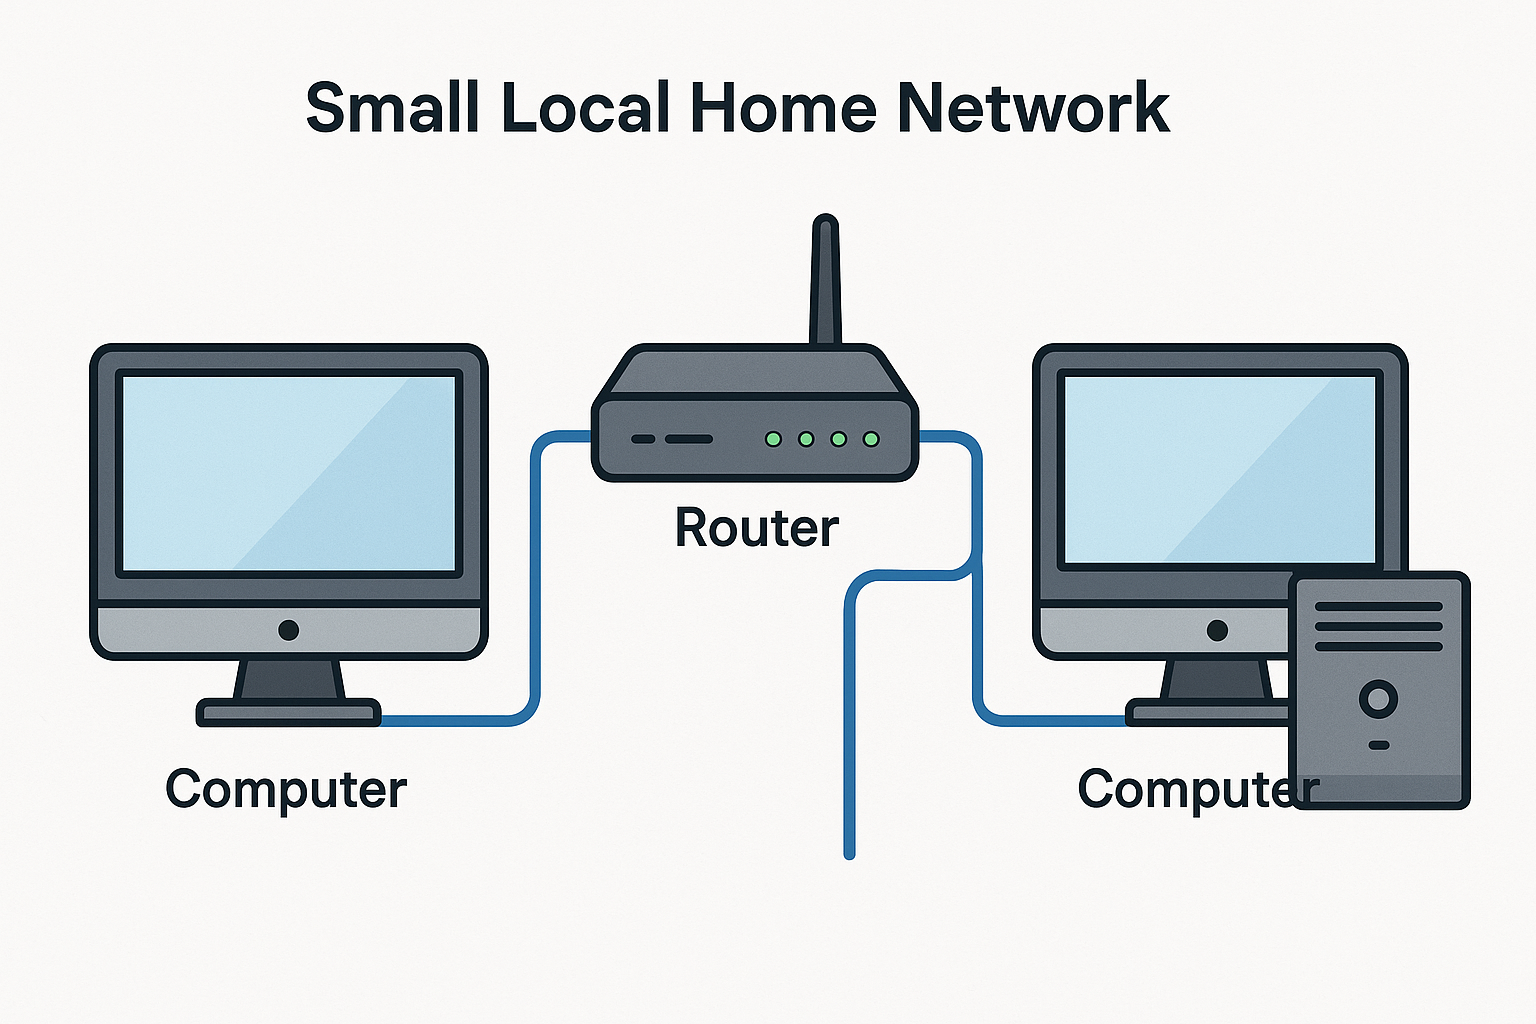 Small Local Home Network
Router
Computer
Computer